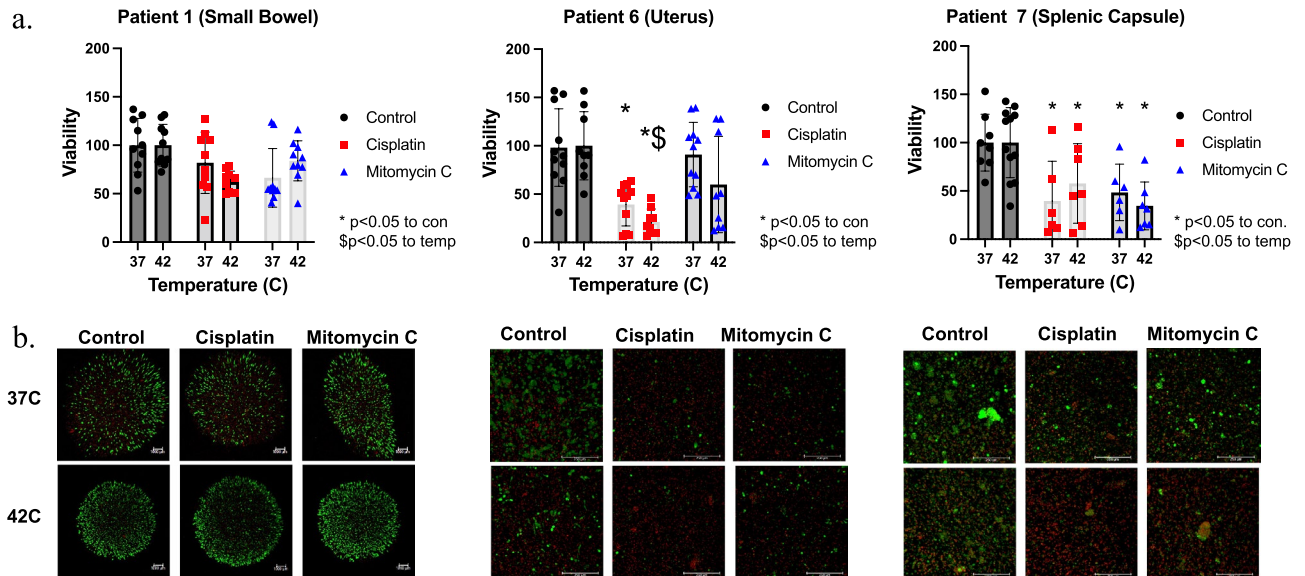 a.
Patient 1 (Small Bowel)
200
150
100
50
0
Viability
37 42 37 42 37 42
Temperature (C)
Control
Cisplatin
Mitomycin C
* p<0.05 to con
$p<0.05 to temp
Patient 6 (Uterus)
200
150
100
50
0
Viability
*
*$
37 42 37 42 37 42
Temperature (C)
Control
Cisplatin
Mitomycin C
* p<0.05 to con
$p<0.05 to temp
Patient 7 (Splenic Capsule)
200
150
100
50
0
Viability
* * * *
37 42 37 42 37 42
Temperature (C)
Control
Cisplatin
Mitomycin C
* p<0.05 to con.
$p<0.05 to temp
b.
Control Cisplatin Mitomycin C
Control Cisplatin Mitomycin C
Control Cisplatin Mitomycin C
37C
42C